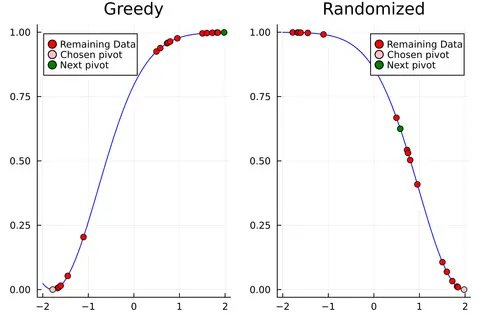 Greedy
1.00
0.75
0.50
0.25
0.00
−2 −1 0 1 2
Remaining Data
Chosen pivot
Next pivot
Randomized
1.00
0.75
0.50
0.25
0.00
−2 −1 0 1 2
Remaining Data
Chosen pivot
Next pivot